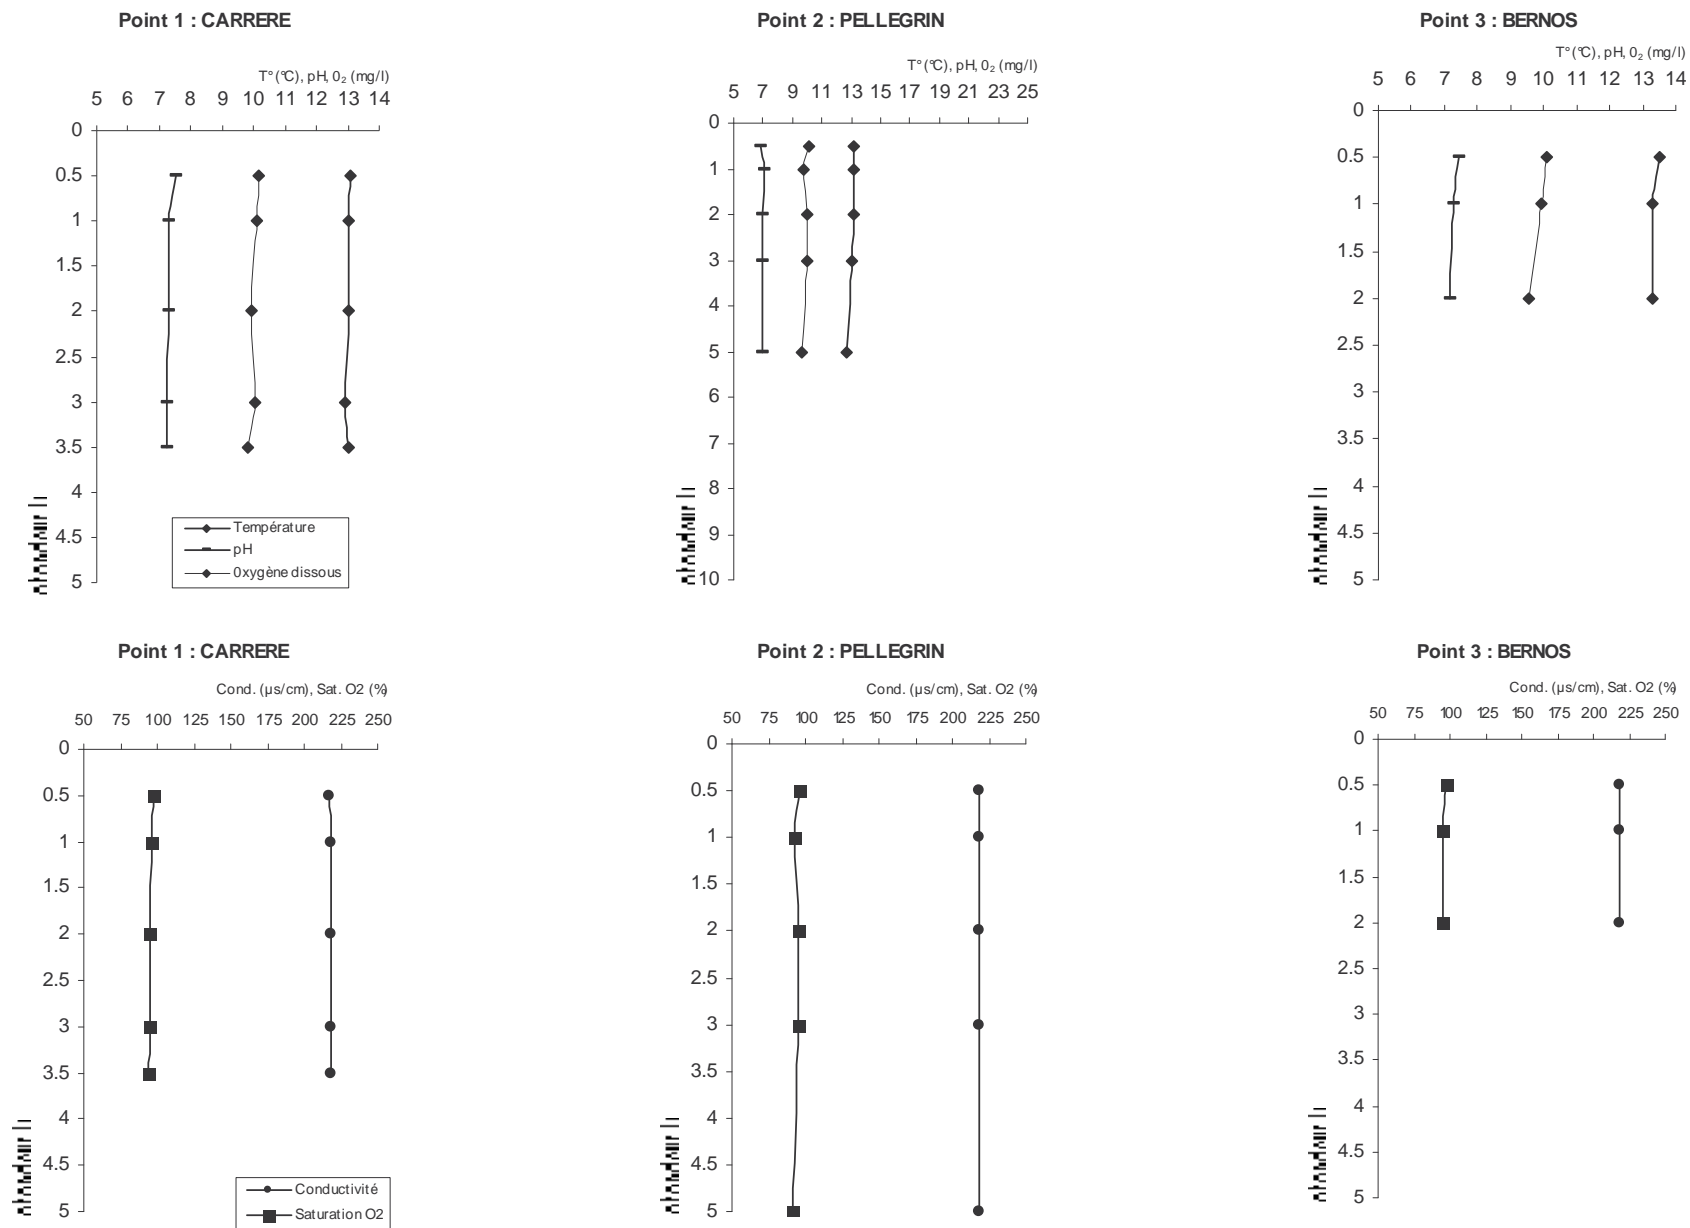 Point 1 : CARRERE
T° (°C), pH, 0₂ (mg/l)
5 6 7 8 9 10 11 12 13 14
0
0.5
1
1.5
2
2.5
3
3.5
4
4.5
5
Température
pH
0xygène dissous
Point 2 : PELLEGRIN
T° (°C), pH, 0₂ (mg/l)
5 7 9 11 13 15 17 19 21 23 25
0
1
2
3
4
5
6
7
8
9
10
Point 3 : BERNOS
T° (°C), pH, 0₂ (mg/l)
5 6 7 8 9 10 11 12 13 14
0
0.5
1
1.5
2
2.5
3
3.5
4
4.5
5
Point 1 : CARRERE
Cond. (µs/cm), Sat. O2 (%)
50 75 100 125 150 175 200 225 250
0
0.5
1
1.5
2
2.5
3
3.5
4
4.5
5
Conductivité
Saturation O2
Point 2 : PELLEGRIN
Cond. (µs/cm), Sat. O2 (%)
50 75 100 125 150 175 200 225 250
0
0.5
1
1.5
2
2.5
3
3.5
4
4.5
5
Point 3 : BERNOS
Cond. (µs/cm), Sat. O2 (%)
50 75 100 125 150 175 200 225 250
0
0.5
1
1.5
2
2.5
3
3.5
4
4.5
5